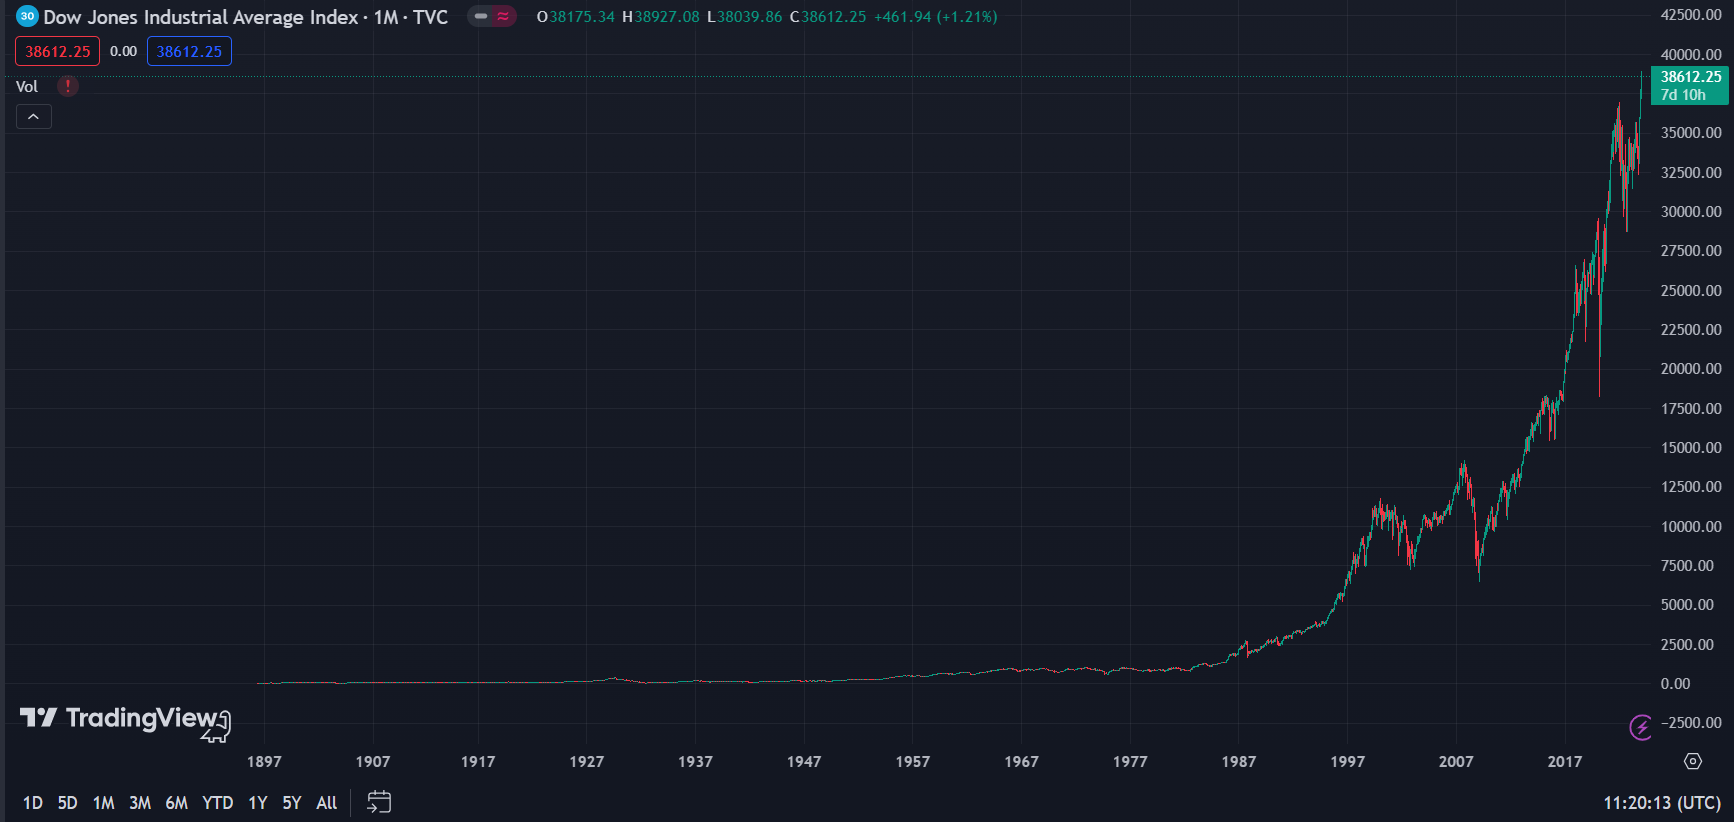 30 Dow Jones Industrial Average Index · 1M · TVC O38175.34 H38927.08 L38039.86 C38612.25 +461.94 (+1.21%)
38612.25 0.00 38612.25
Vol !
42500.00
40000.00
38612.25
7d 10h
35000.00
32500.00
30000.00
27500.00
25000.00
22500.00
20000.00
17500.00
15000.00
12500.00
10000.00
7500.00
5000.00
2500.00
0.00
−2500.00
TradingView
1897 1907 1917 1927 1937 1947 1957 1967 1977 1987 1997 2007 2017
1D 5D 1M 3M 6M YTD 1Y 5Y All 11:20:13 (UTC)